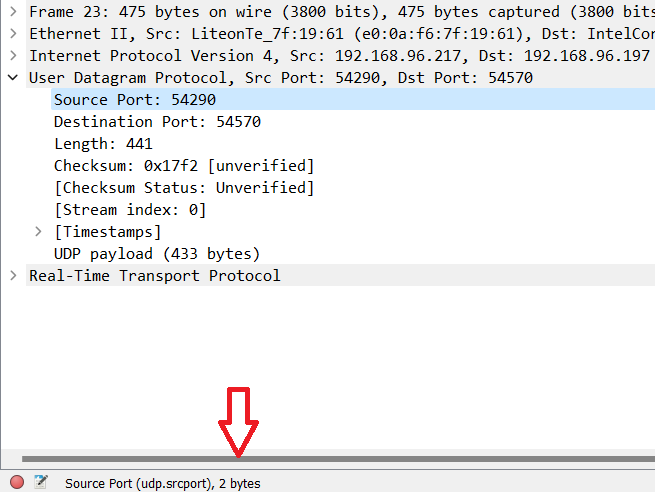 Frame 23: 475 bytes on wire (3800 bits), 475 bytes captured (3800 bits
Ethernet II, Src: LiteonTe_7f:19:61 (e0:0a:f6:7f:19:61), Dst: IntelCor
Internet Protocol Version 4, Src: 192.168.96.217, Dst: 192.168.96.197
User Datagram Protocol, Src Port: 54290, Dst Port: 54570
Source Port: 54290
Destination Port: 54570
Length: 441
Checksum: 0x17f2 [unverified]
[Checksum Status: Unverified]
[Stream index: 0]
[Timestamps]
UDP payload (433 bytes)
Real-Time Transport Protocol
Source Port (udp.srcport), 2 bytes